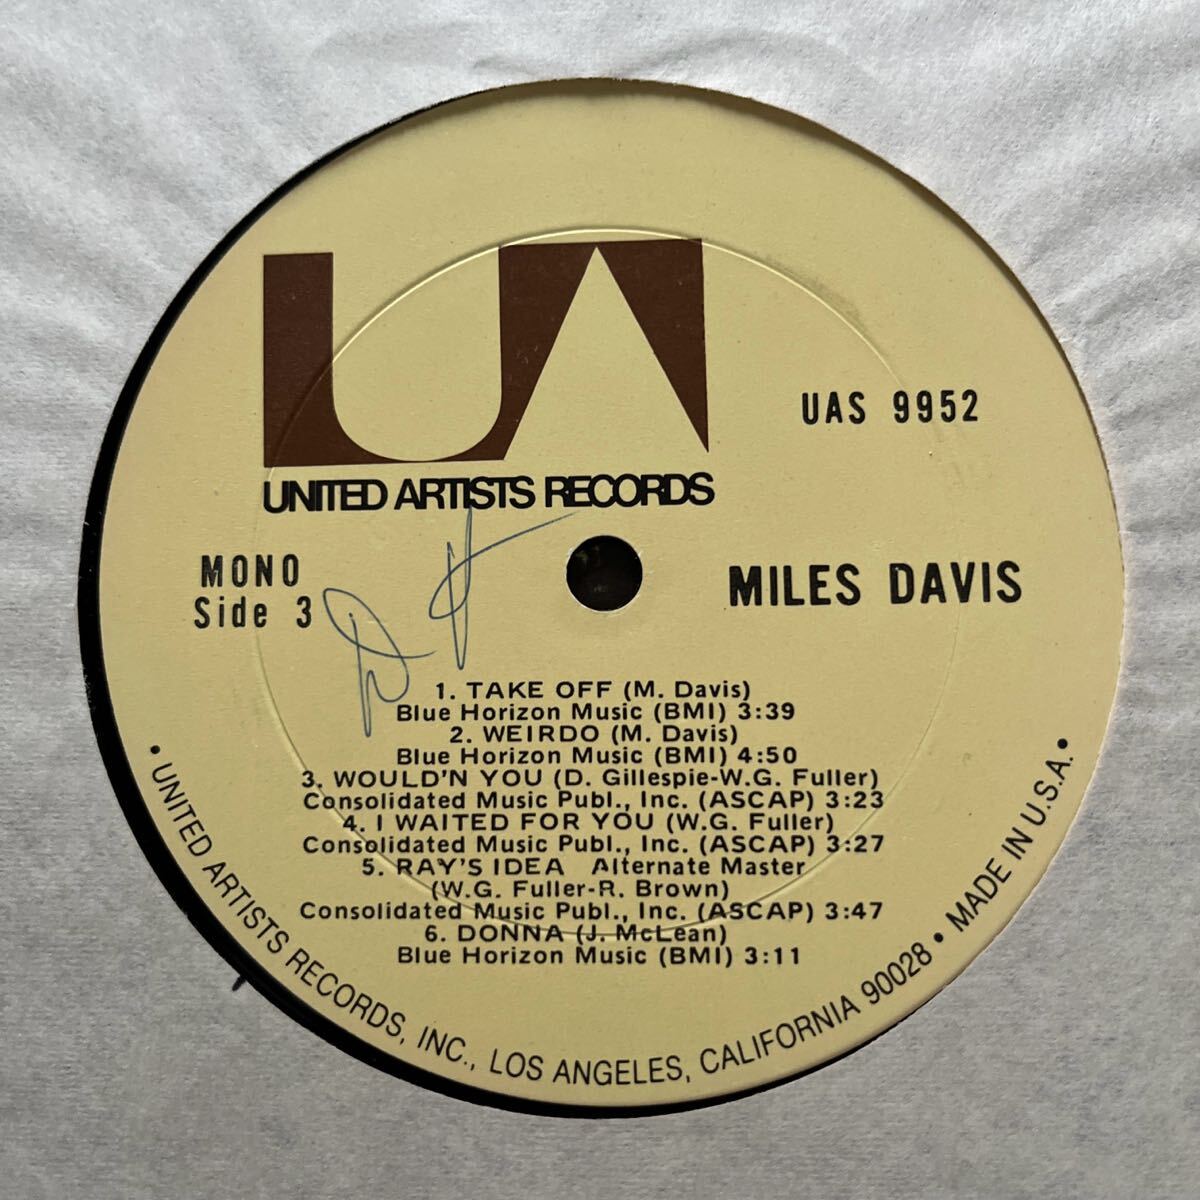 UNITED ARTISTS RECORDS
UAS 9952
MONO
Side 3
MILES DAVIS
1. TAKE OFF (M. Davis)
Blue Horizon Music (BMI) 3:39
2. WEIRDO (M. Davis)
Blue Horizon Music (BMI) 4:50
3. WOULD'N YOU (D. Gillespie-W.G. Fuller)
Consolidated Music Publ., Inc. (ASCAP) 3:23
4. I WAITED FOR YOU (W.G. Fuller)
Consolidated Music Publ., Inc. (ASCAP) 3:27
5. RAY'S IDEA Alternate Master
(W.G. Fuller-R. Brown)
Consolidated Music Publ., Inc. (ASCAP) 3:47
6. DONNA (J. McLean)
Blue Horizon Music (BMI) 3:11
• UNITED ARTISTS RECORDS, INC., LOS ANGELES, CALIFORNIA 90028 • MADE IN U.S.A. •